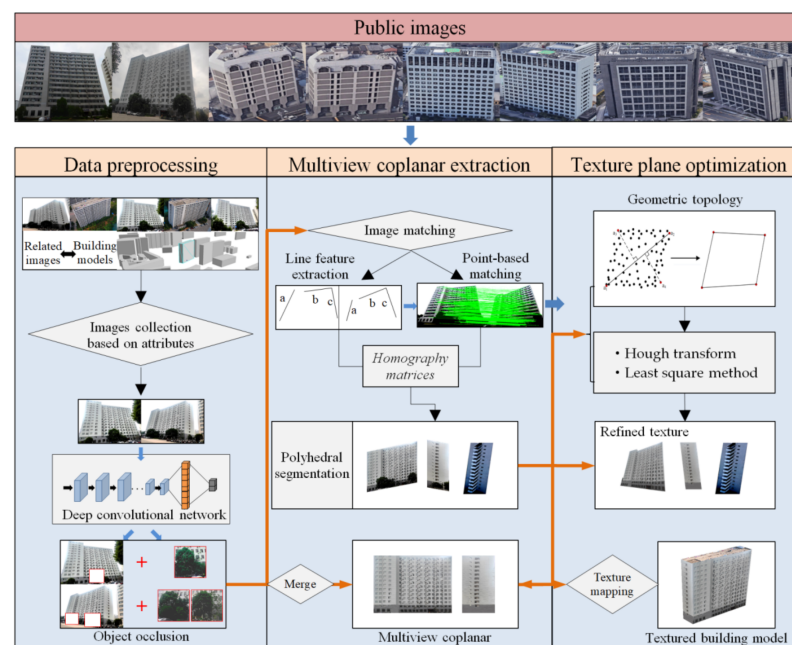 Public images
Data preprocessing
Related
images
Building
models
Images collection
based on attributes
Deep convolutional network
+
+
Object occlusion
Multiview coplanar extraction
Image matching
Line feature
extraction
Point-based
matching
a
b
c
a
b
c
Homography
matrices
Polyhedral
segmentation
Merge
Multiview coplanar
Texture plane optimization
Geometric topology
• Hough transform
• Least square method
Refined texture
Texture
mapping
Textured building model